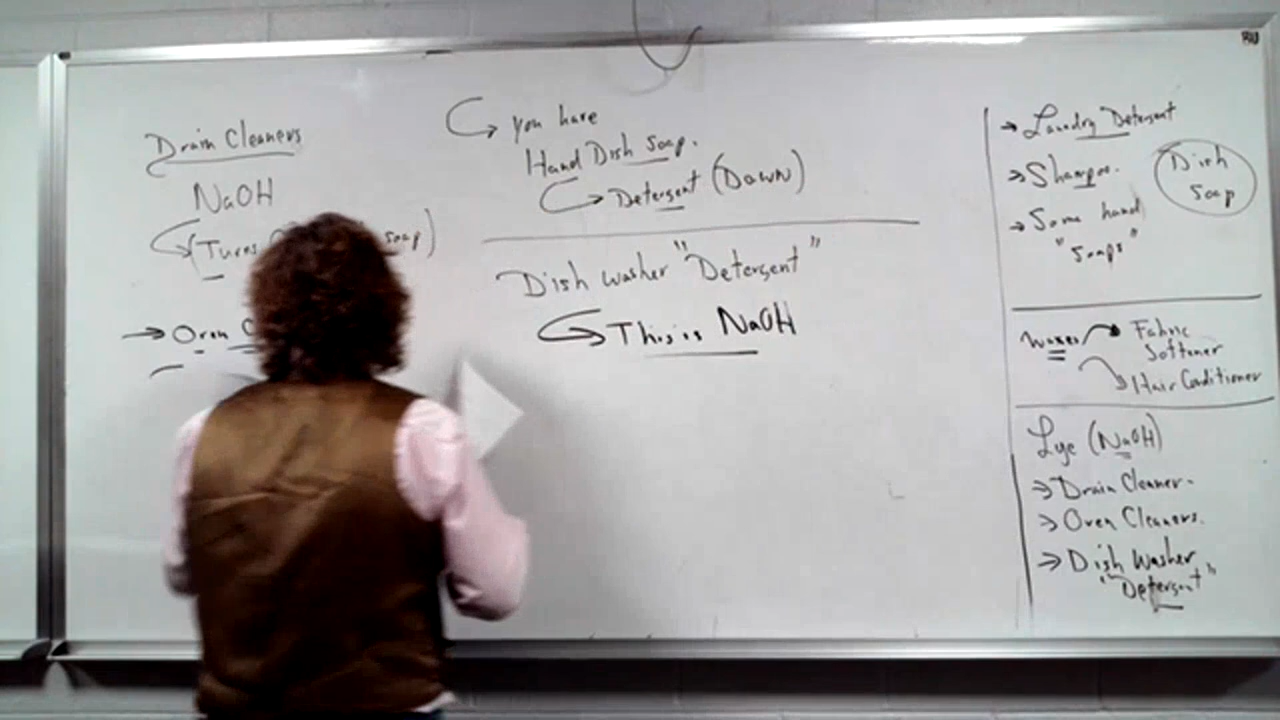 Drain Cleaners
NaOH
(Turns
soap)
→ Oven
you have
Hand Dish Soap.
Detergent (Dawn)
Dish washer "Detergent"
This is NaOH
→ Laundry Detergent
→ Shampoo.
→ Some hand
"Soaps"
Dish
Soap
Waxes
Fabric
Softener
Hair Conditioner
Lye (NaOH)
→ Drain Cleaner
→ Oven Cleaners.
→ Dish Washer
"Detergent"